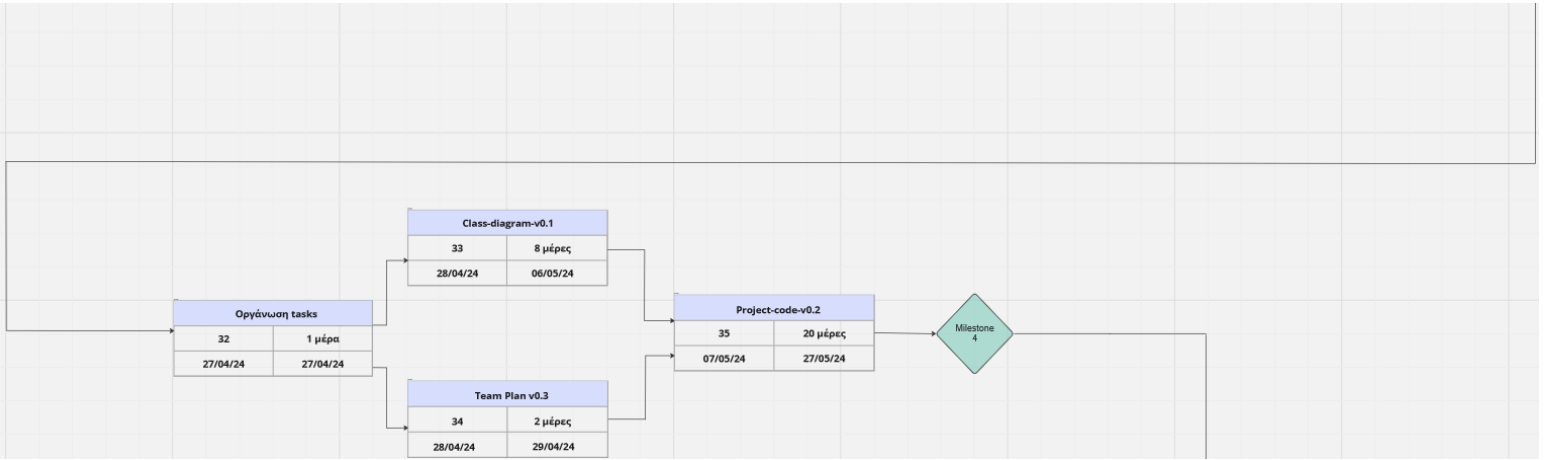 Class-diagram-v0.1
33 8 μέρες
28/04/24 06/05/24
Οργάνωση tasks
32 1 μέρα
27/04/24 27/04/24
Team Plan v0.3
34 2 μέρες
28/04/24 29/04/24
Project-code-v0.2
35 20 μέρες
07/05/24 27/05/24
Milestone
4